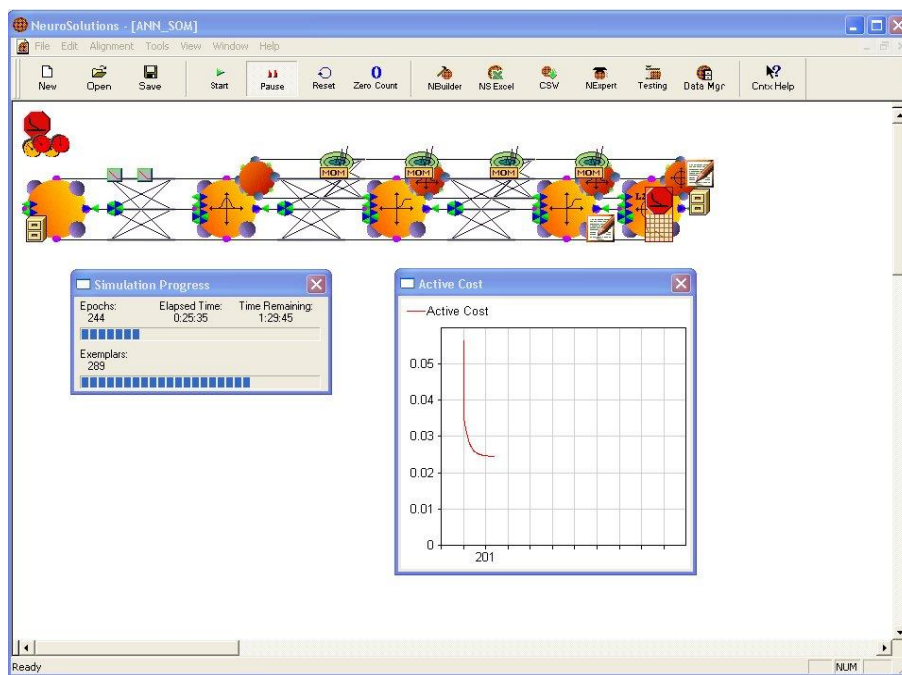 NeuroSolutions - [ANN_SOM]
File Edit Alignment Tools View Window Help
New Open Save Start Pause Reset Zero Count NBuilder NS Excel CSW NExpert Testing Data Mgr Cntx Help
0
MOM MOM MOM MOM
Simulation Progress
Epochs: Elapsed Time: Time Remaining:
244 0:25:35 1:29:45
Exemplars:
289
Active Cost
Active Cost
0.05
0.04
0.03
0.02
0.01
0
201
Ready NUM